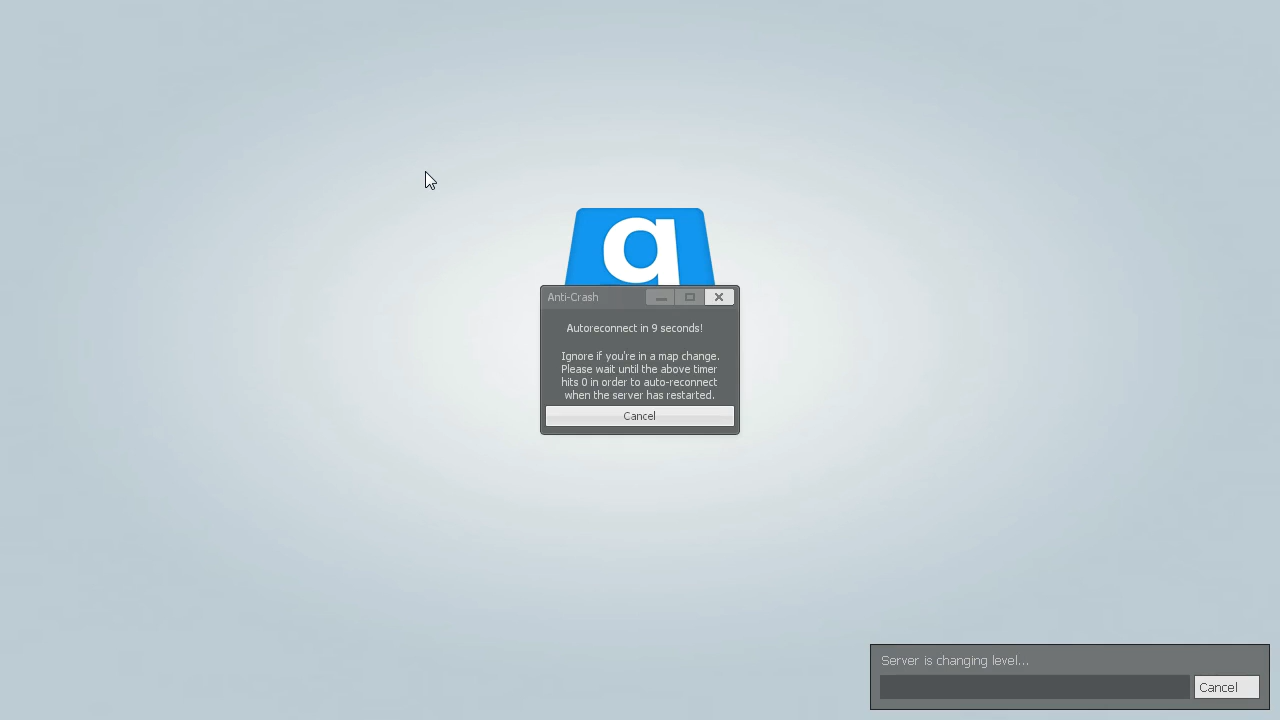 g
Anti-Crash
Autoreconnect in 9 seconds!
Ignore if you're in a map change.
Please wait until the above timer
hits 0 in order to auto-reconnect
when the server has restarted.
Cancel
Server is changing level...
Cancel